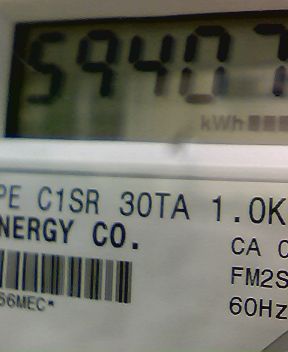 59407
kWh
PE C1SR 30TA 1.0K
NERGY CO.
CA
FM2S
56MEC*
60Hz